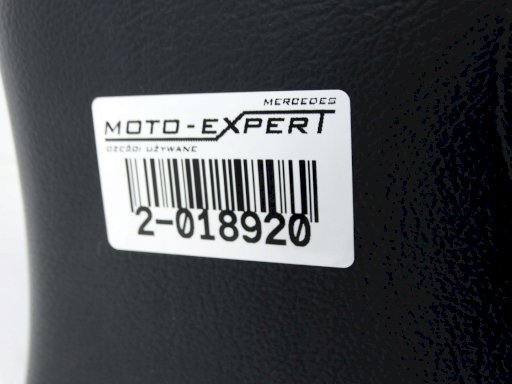 MERCEDES
MOTO-EXPERT
CZĘŚCI UŻYWANE
2-018920